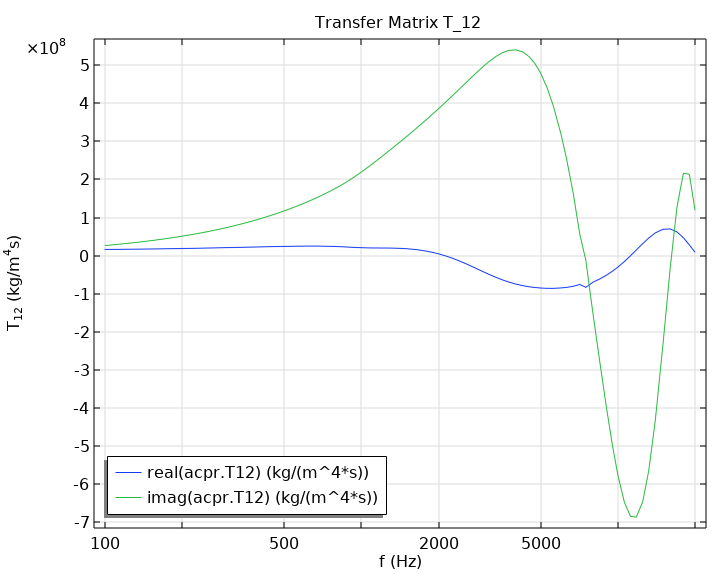 Transfer Matrix T_12
×10⁸
5
4
3
2
1
0
-1
-2
-3
-4
-5
-6
-7
T₁₂ (kg/m⁴s)
real(acpr.T12) (kg/(m^4*s))
imag(acpr.T12) (kg/(m^4*s))
100 500 2000 5000
f (Hz)